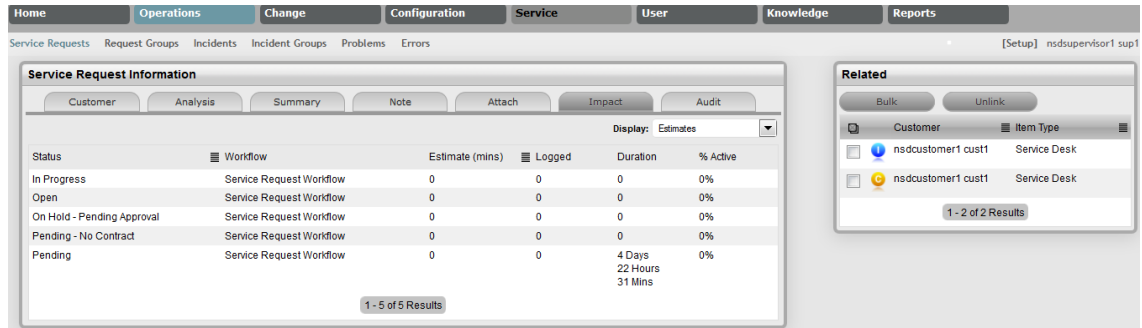 Home Operations Change Configuration Service User Knowledge Reports
Service Requests Request Groups Incidents Incident Groups Problems Errors [Setup] nsdsupervisor1 sup1
Service Request Information
Customer Analysis Summary Note Attach Impact Audit
Display: Estimates
Status Workflow Estimate (mins) Logged Duration % Active
In Progress Service Request Workflow 0 0 0 0%
Open Service Request Workflow 0 0 0 0%
On Hold - Pending Approval Service Request Workflow 0 0 0 0%
Pending - No Contract Service Request Workflow 0 0 0 0%
Pending Service Request Workflow 0 0 4 Days 0%
22 Hours
31 Mins
1 - 5 of 5 Results
Related
Bulk Unlink
Customer Item Type
I nsdcustomer1 cust1 Service Desk
C nsdcustomer1 cust1 Service Desk
1 - 2 of 2 Results